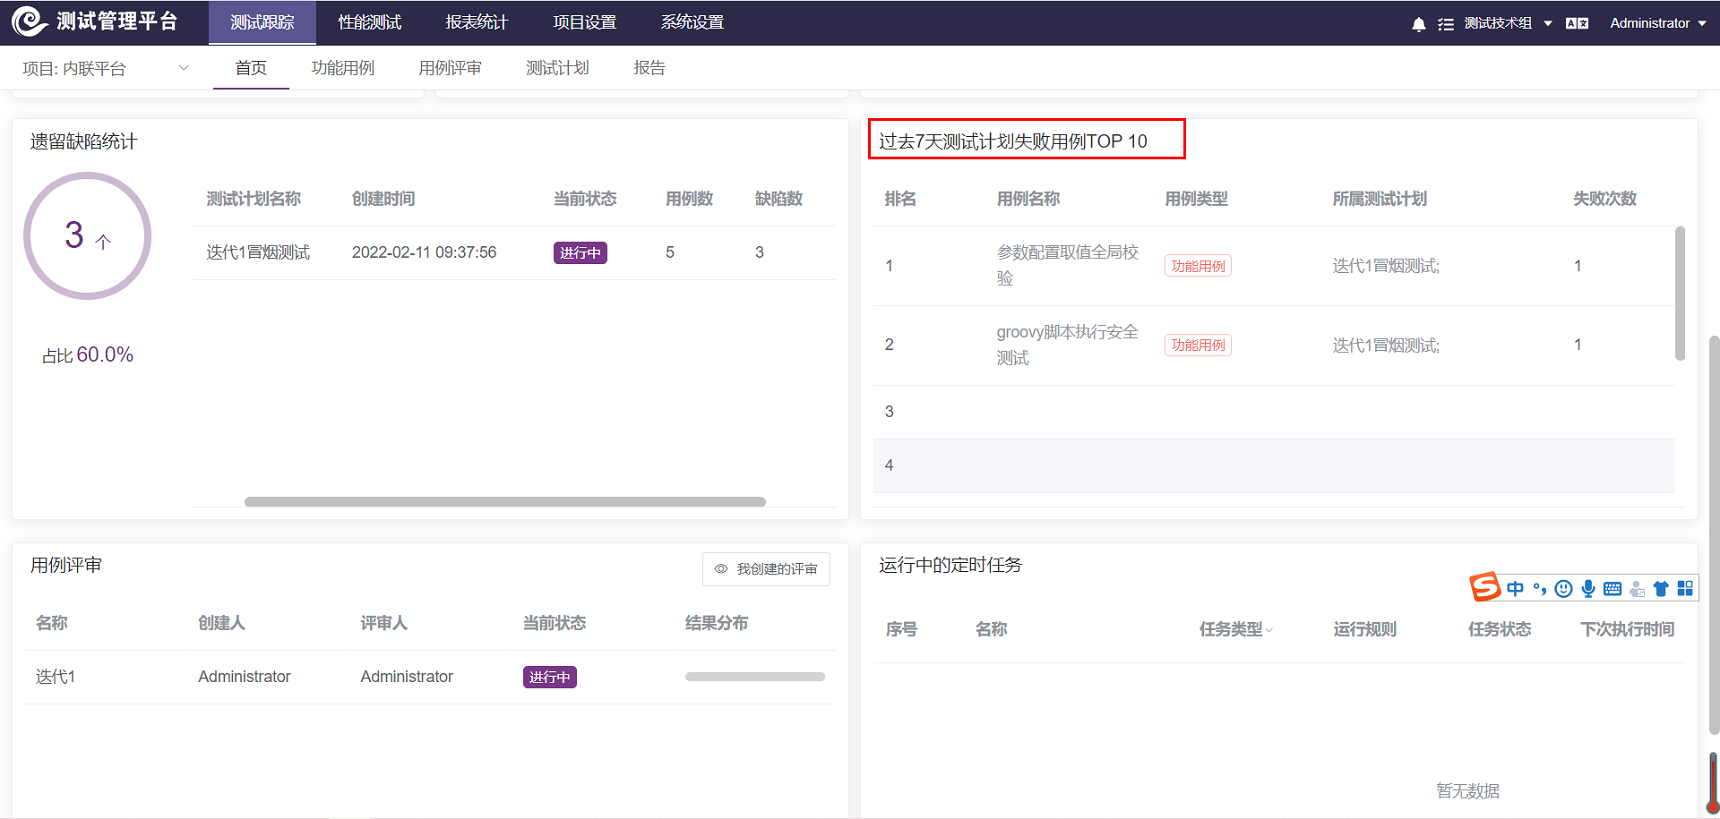 测试管理平台 测试跟踪 性能测试 报表统计 项目设置 系统设置 测试技术组 Administrator
项目: 内联平台 首页 功能用例 用例评审 测试计划 报告
遗留缺陷统计
3 个
占比 60.0%
测试计划名称 创建时间 当前状态 用例数 缺陷数
迭代1冒烟测试 2022-02-11 09:37:56 进行中 5 3
过去7天测试计划失败用例TOP 10
排名 用例名称 用例类型 所属测试计划 失败次数
1 参数配置取值全局校 功能用例 迭代1冒烟测试; 1
验
2 groovy脚本执行安全 功能用例 迭代1冒烟测试; 1
测试
3
4
用例评审 我创建的评审
名称 创建人 评审人 当前状态 结果分布
迭代1 Administrator Administrator 进行中
运行中的定时任务
中
序号 名称 任务类型 运行规则 任务状态 下次执行时间
暂无数据